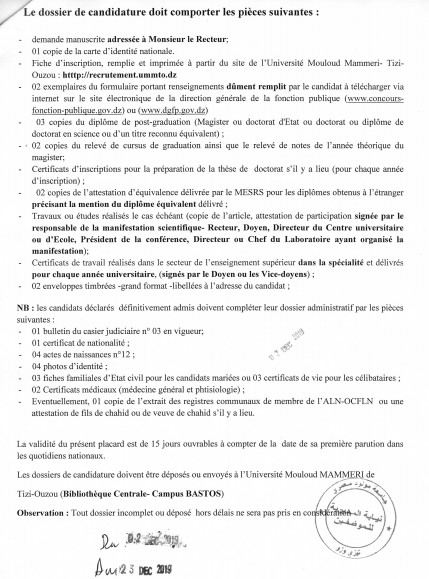 Le dossier de candidature doit comporter les pièces suivantes :
- demande manuscrite adressée à Monsieur le Recteur;
- 01 copie de la carte d'identité nationale.
- Fiche d'inscription, remplie et imprimée à partir du site de l'Université Mouloud Mammeri- Tizi-
Ouzou : htttp://recrutement.ummto.dz
- 02 exemplaires du formulaire portant renseignements dûment remplit par le candidat à télécharger via
internet sur le site électronique de la direction générale de la fonction publique (www.concours-
fonction-publique.gov.dz) ou (www.dgfp.gov.dz)
- 03 copies du diplôme de post-graduation (Magister ou doctorat d'Etat ou doctorat ou diplôme de
doctorat en science ou d'un titre reconnu équivalent) ;
- 02 copies du relevé de cursus de graduation ainsi que le relevé de notes de l'année théorique du
magister;
- Certificats d'inscriptions pour la préparation de la thèse de doctorat s'il y a lieu (pour chaque année
d'inscription) ;
- 02 copies de l'attestation d'équivalence délivrée par le MESRS pour les diplômes obtenus à l'étranger
précisant la mention du diplôme équivalent délivré ;
- Travaux ou études réalisés le cas échéant (copie de l'article, attestation de participation signée par le
responsable de la manifestation scientifique- Recteur, Doyen, Directeur du Centre universitaire
ou d'Ecole, Président de la conférence, Directeur ou Chef du Laboratoire ayant organisé la
manifestation);
- Certificats de travail réalisés dans le secteur de l'enseignement supérieur dans la spécialité et délivrés
pour chaque année universitaire, (signés par le Doyen ou les Vice-doyens) ;
- 02 enveloppes timbrées -grand format -libellées à l'adresse du candidat ;
NB : les candidats déclarés définitivement admis doivent compléter leur dossier administratif par les pièces
suivantes :
- 01 bulletin du casier judiciaire n° 03 en vigueur;
- 01 certificat de nationalité ;
- 04 actes de naissances n°12 ;
- 04 photos d'identité ;
- 03 fiches familiales d'Etat civil pour les candidats mariées ou 03 certificats de vie pour les célibataires ;
- 02 Certificats médicaux (médecine général et phtisiologie) ;
- Eventuellement, 01 copie de l'extrait des registres communaux de membre de l'ALN-OCFLN ou une
attestation de fils de chahid ou de veuve de chahid s'il y a lieu.
02 DEC 2019
La validité du présent placard est de 15 jours ouvrables à compter de la date de sa première parution dans
les quotidiens nationaux.
Les dossiers de candidature doivent être déposés ou envoyés à l'Université Mouloud MAMMERI de
Tizi-Ouzou (Bibliothèque Centrale- Campus BASTOS)
Observation : Tout dossier incomplet ou déposé hors délais ne sera pas pris en considération
جامعة مولود معمري
نيابة المديرية
للموظفين
تيزي وزو
Du 02 DEC 2019
Au 23 DEC 2019